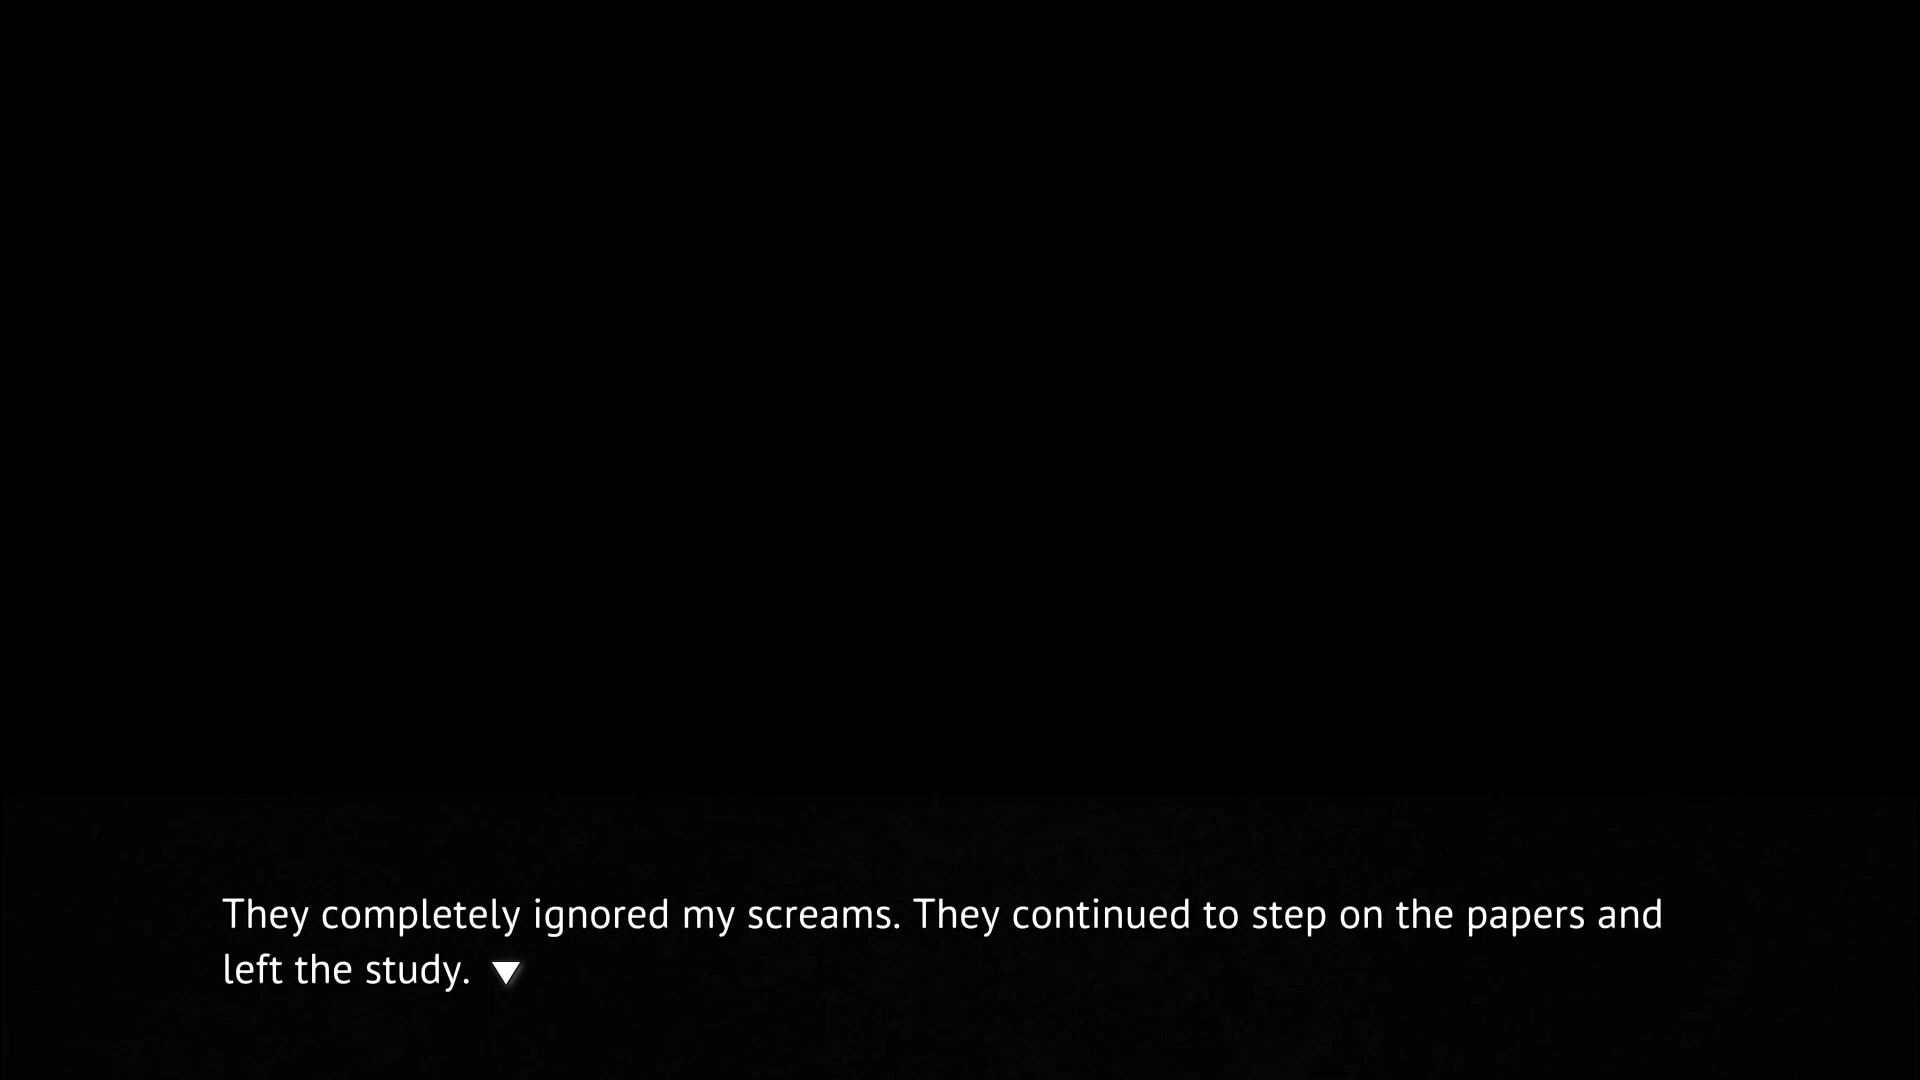 They completely ignored my screams. They continued to step on the papers and
left the study.